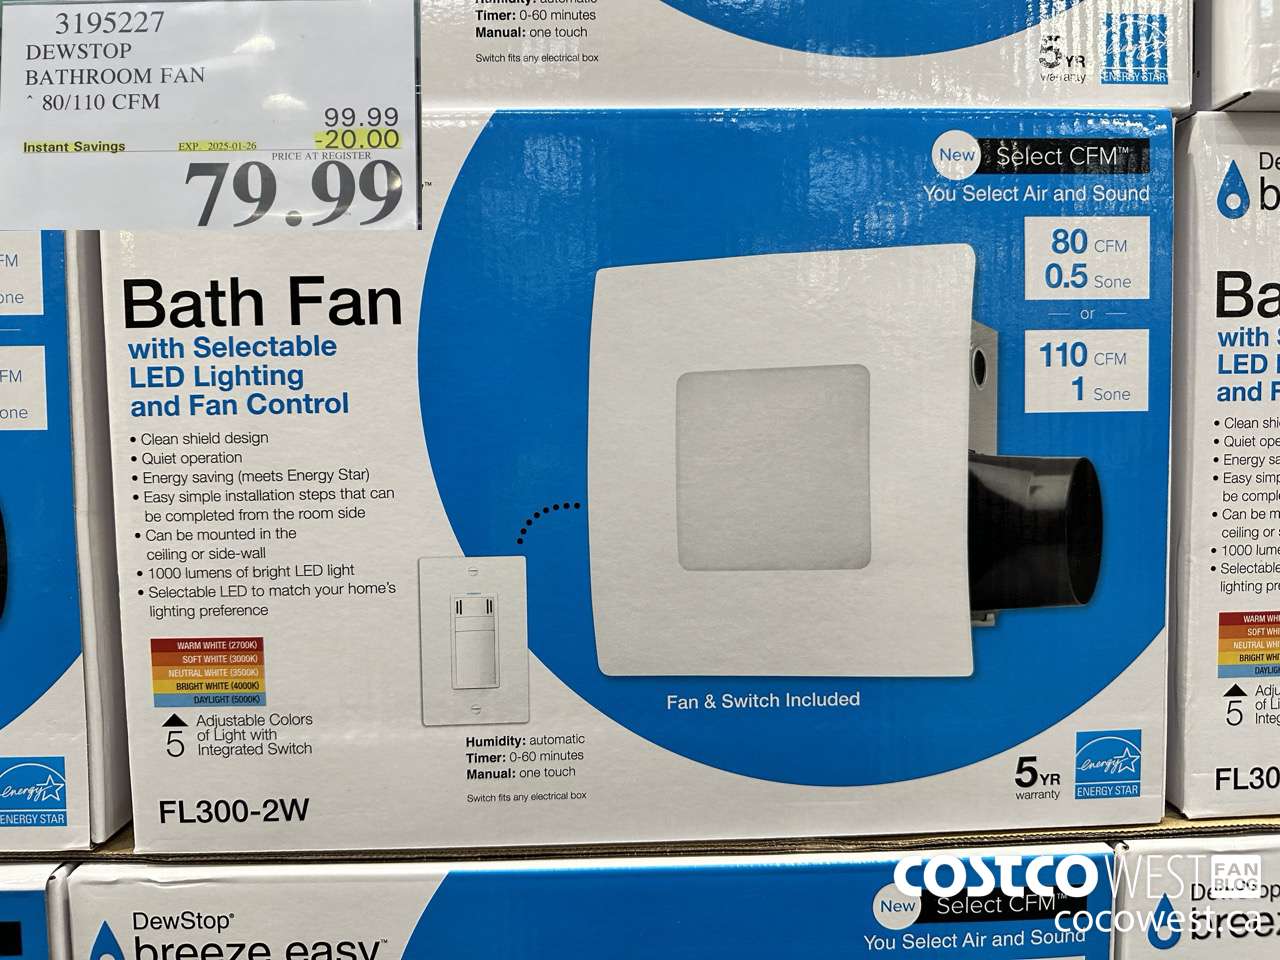 3195227
DEWSTOP
BATHROOM FAN
^ 80/110 CFM
99.99
Instant Savings EXP. 2025-01-26 -20.00
PRICE AT REGISTER
79.99
Timer: 0-60 minutes
Manual: one touch
Switch fits any electrical box
5 YR
warranty
ENERGY STAR
New Select CFM™
You Select Air and Sound
80 CFM
0.5 Sone
or
110 CFM
1 Sone
Bath Fan
with Selectable
LED Lighting
and Fan Control
• Clean shield design
• Quiet operation
• Energy saving (meets Energy Star)
• Easy simple installation steps that can
be completed from the room side
• Can be mounted in the
ceiling or side-wall
• 1000 lumens of bright LED light
• Selectable LED to match your home's
lighting preference
WARM WHITE (2700K)
SOFT WHITE (3000K)
NEUTRAL WHITE (3500K)
BRIGHT WHITE (4000K)
DAYLIGHT (5000K)
5 Adjustable Colors
of Light with
Integrated Switch
FL300-2W
Fan & Switch Included
Humidity: automatic
Timer: 0-60 minutes
Manual: one touch
Switch fits any electrical box
5 YR
warranty
energy
ENERGY STAR
energy
ENERGY STAR
DewStop®
breeze easy™
New Select CFM™
You Select Air and Sound
COSTCO WEST FAN BLOG
cocowest.ca